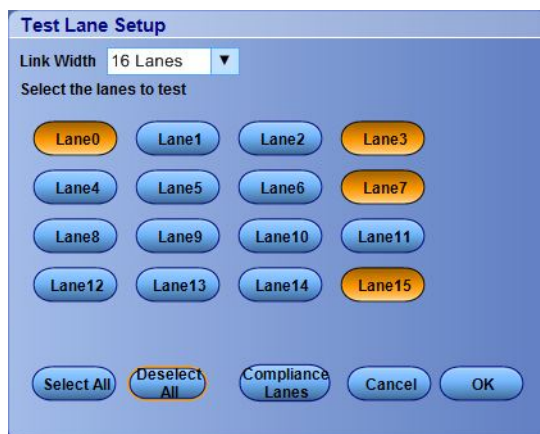 Test Lane Setup
Link Width 16 Lanes
Select the lanes to test
Lane0 Lane1 Lane2 Lane3
Lane4 Lane5 Lane6 Lane7
Lane8 Lane9 Lane10 Lane11
Lane12 Lane13 Lane14 Lane15
Select All Deselect All Compliance Lanes Cancel OK